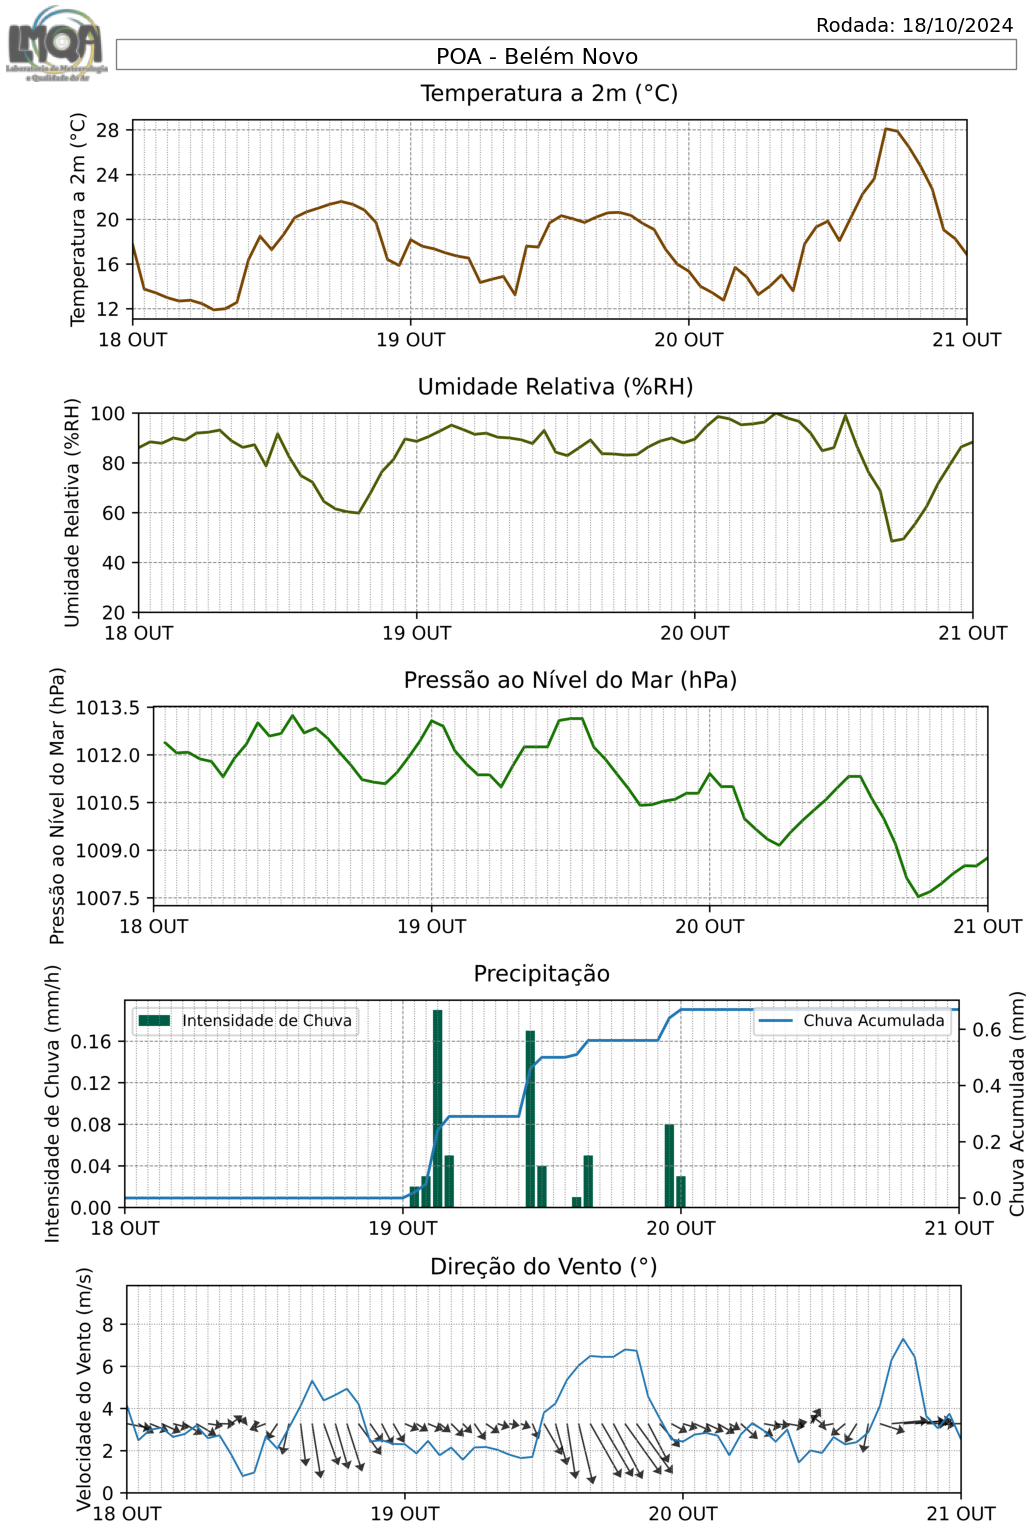 LMQA
Laboratório de Meteorologia
e Qualidade do Ar
Rodada: 18/10/2024
POA - Belém Novo
Temperatura a 2m (°C)
Temperatura a 2m (°C)
28
24
20
16
12
18 OUT 19 OUT 20 OUT 21 OUT
Umidade Relativa (%RH)
Umidade Relativa (%RH)
100
80
60
40
20
18 OUT 19 OUT 20 OUT 21 OUT
Pressão ao Nível do Mar (hPa)
Pressão ao Nível do Mar (hPa)
1013.5
1012.0
1010.5
1009.0
1007.5
18 OUT 19 OUT 20 OUT 21 OUT
Precipitação
Intensidade de Chuva (mm/h)
Intensidade de Chuva
Chuva Acumulada
0.16
0.12
0.08
0.04
0.00
0.6
0.4
0.2
0.0
Chuva Acumulada (mm)
18 OUT 19 OUT 20 OUT 21 OUT
Direção do Vento (°)
Velocidade do Vento (m/s)
8
6
4
2
0
18 OUT 19 OUT 20 OUT 21 OUT